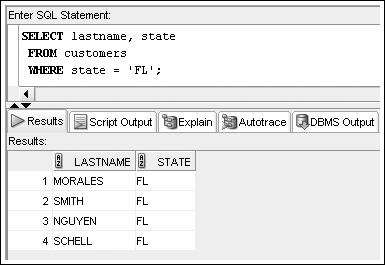 Enter SQL Statement:
SELECT lastname, state
FROM customers
WHERE state = 'FL';
Results Script Output Explain Autotrace DBMS Output
Results:
LASTNAME STATE
1 MORALES FL
2 SMITH FL
3 NGUYEN FL
4 SCHELL FL